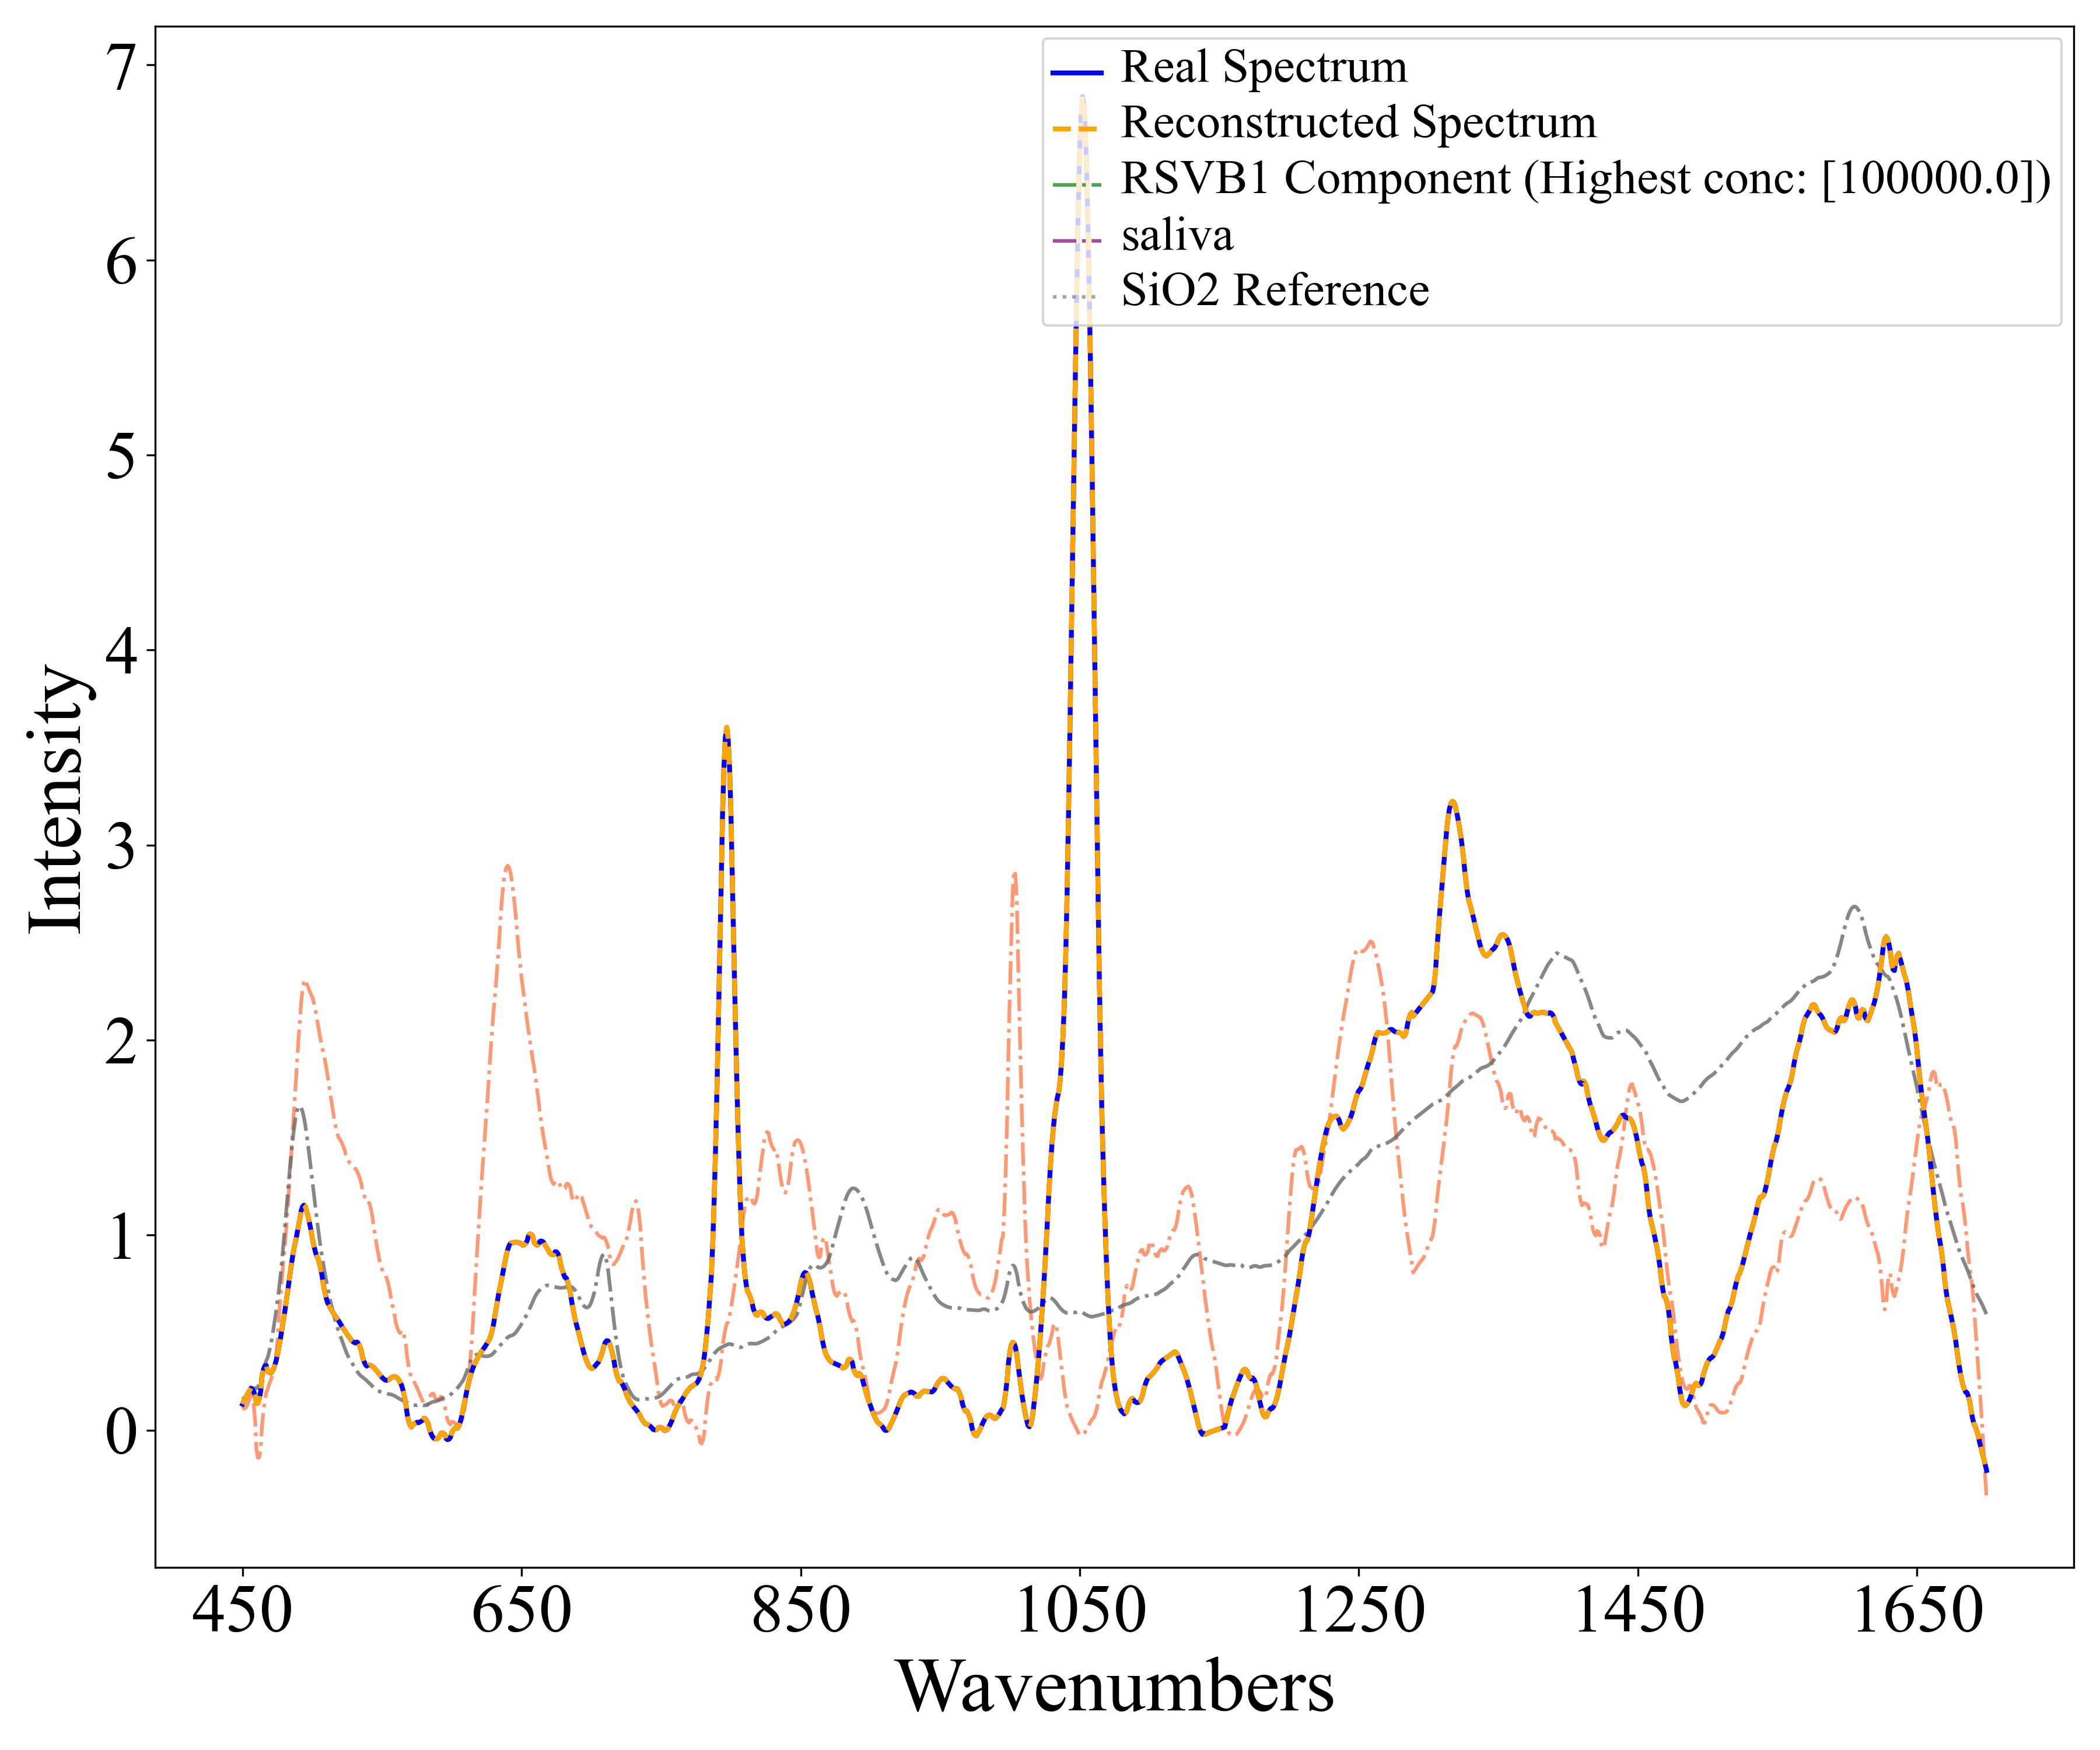 7
6
5
4
3
2
1
0
Intensity
Real Spectrum
Reconstructed Spectrum
RSVB1 Component (Highest conc: [100000.0])
saliva
SiO2 Reference
450 650 850 1050 1250 1450 1650
Wavenumbers